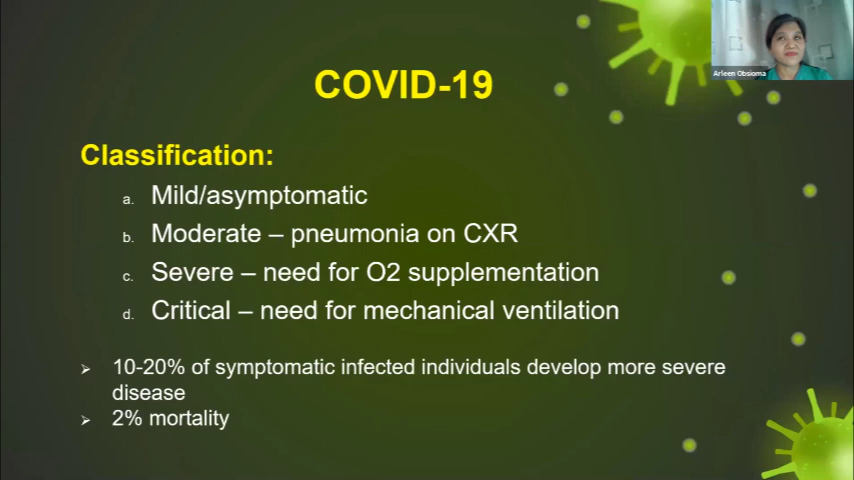 Arleen Obsioma
COVID-19
Classification:
a. Mild/asymptomatic
b. Moderate – pneumonia on CXR
c. Severe – need for O2 supplementation
d. Critical – need for mechanical ventilation
➢ 10-20% of symptomatic infected individuals develop more severe
disease
➢ 2% mortality